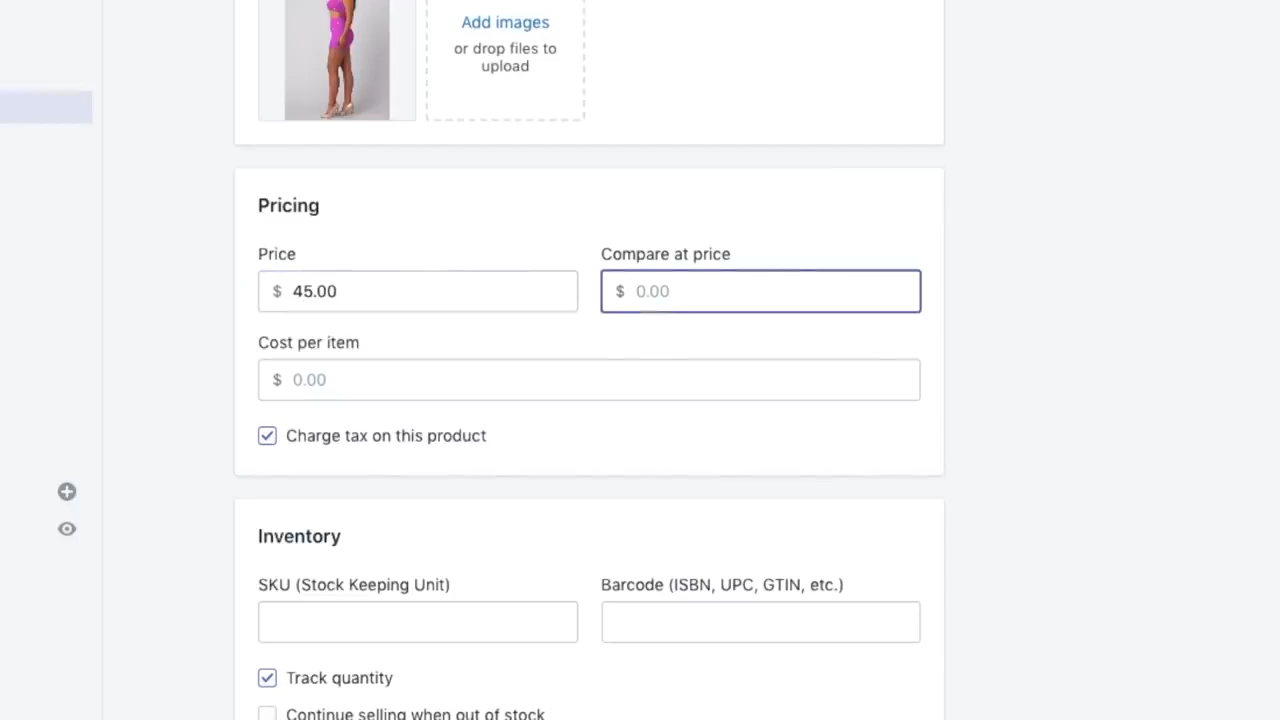 Add images
or drop files to
upload
Pricing
Price
Compare at price
$ 45.00
$ 0.00
Cost per item
$ 0.00
Charge tax on this product
Inventory
SKU (Stock Keeping Unit)
Barcode (ISBN, UPC, GTIN, etc.)
Track quantity
Continue selling when out of stock